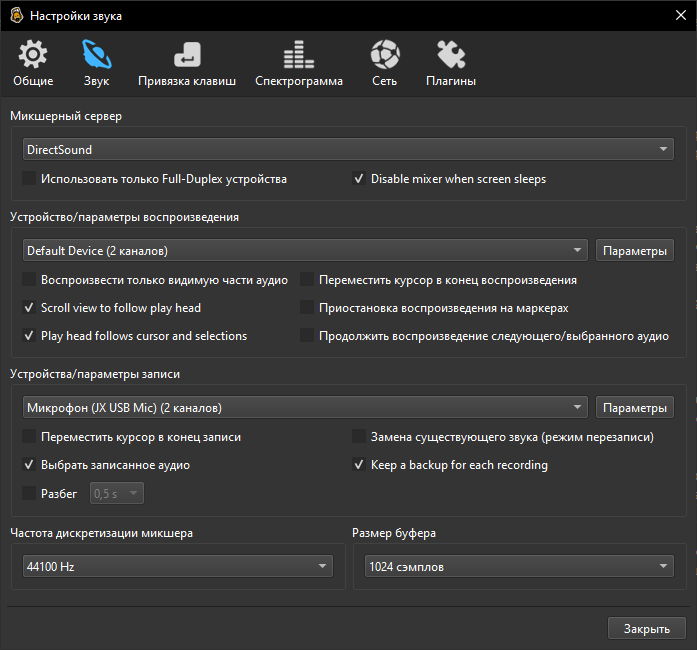 Настройки звука
Общие Звук Привязка клавиш Спектрограмма Сеть Плагины
Микшерный сервер
DirectSound
Использовать только Full-Duplex устройства Disable mixer when screen sleeps
Устройство/параметры воспроизведения
Default Device (2 каналов) Параметры
Воспроизвести только видимую части аудио Переместить курсор в конец воспроизведения
Scroll view to follow play head Приостановка воспроизведения на маркерах
Play head follows cursor and selections Продолжить воспроизведение следующего/выбранного аудио
Устройства/параметры записи
Микрофон (JX USB Mic) (2 каналов) Параметры
Переместить курсор в конец записи Замена существующего звука (режим перезаписи)
Выбрать записанное аудио Keep a backup for each recording
Разбег 0,5 s
Частота дискретизации микшера Размер буфера
44100 Hz 1024 сэмплов
Закрыть